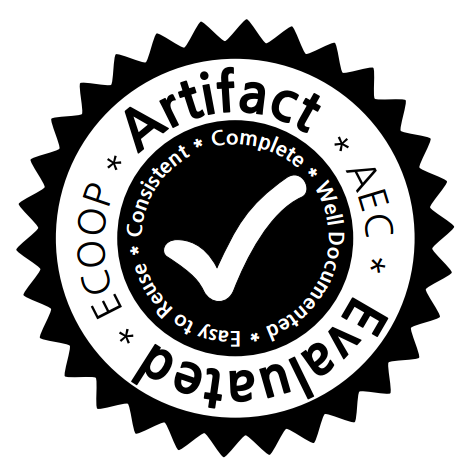 Artifact * AEC * Evaluated * ECOOP *
Consistent * Complete * Well Documented * Easy to Reuse *